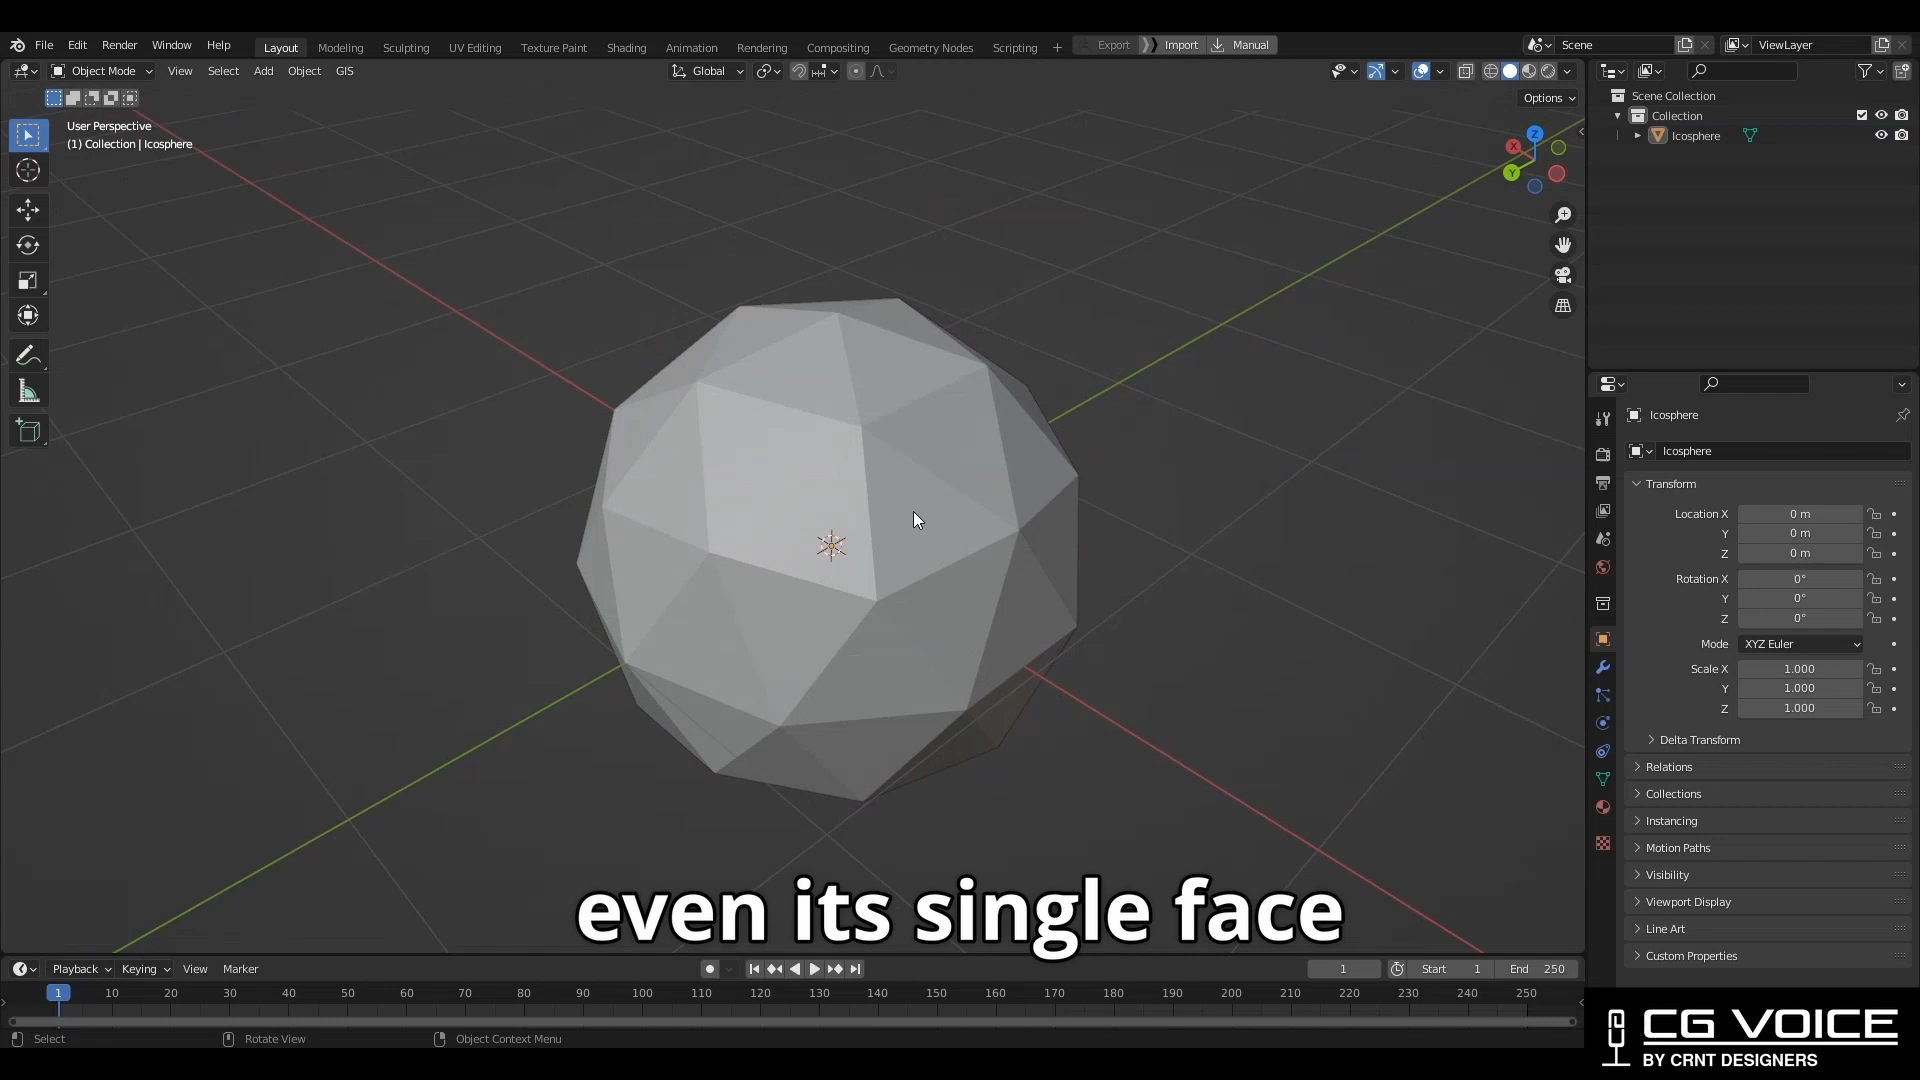 File Edit Render Window Help Layout Modeling Sculpting UV Editing Texture Paint Shading Animation Rendering Compositing Geometry Nodes Scripting + Export Import Manual Scene ViewLayer
Object Mode View Select Add Object GIS Global
Options
User Perspective
(1) Collection | Icosphere
Z
X
Y
Scene Collection
Collection
Icosphere
Icosphere
Icosphere
Transform
Location X 0 m
Y 0 m
Z 0 m
Rotation X 0°
Y 0°
Z 0°
Mode XYZ Euler
Scale X 1.000
Y 1.000
Z 1.000
Delta Transform
Relations
Collections
Instancing
Motion Paths
Visibility
Viewport Display
Line Art
Custom Properties
even its single face
Playback Keying View Marker 1 Start 1 End 250
1 10 20 30 40 50 60 70 80 90 100 110 120 130 140 150 160 170 180 190 200 210 220 230 240 250
Select Rotate View Object Context Menu
CG VOICE
BY CRNT DESIGNERS